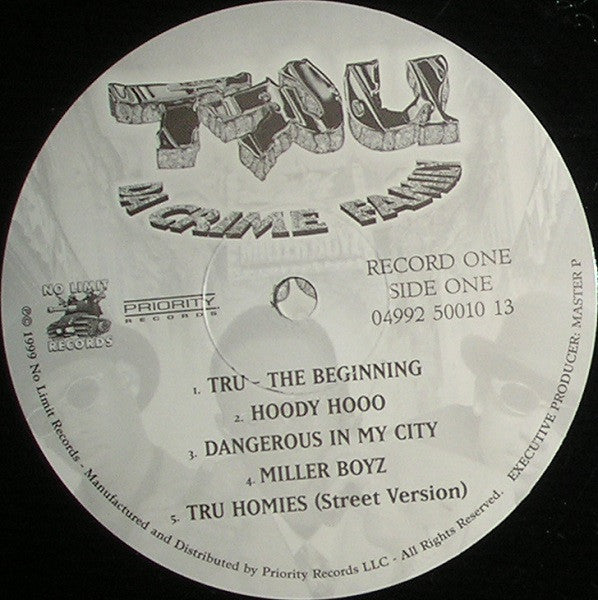 TRU
DA CRIME FAMILY
RECORD ONE
SIDE ONE
04992 50010 13
NO LIMIT
RECORDS
PRIORITY
RECORDS
1. TRU - THE BEGINNING
2. HOODY HOOO
3. DANGEROUS IN MY CITY
4. MILLER BOYZ
5. TRU HOMIES (Street Version)
℗© 1999 No Limit Records - Manufactured and Distributed by Priority Records LLC - All Rights Reserved. EXECUTIVE PRODUCER: MASTER P